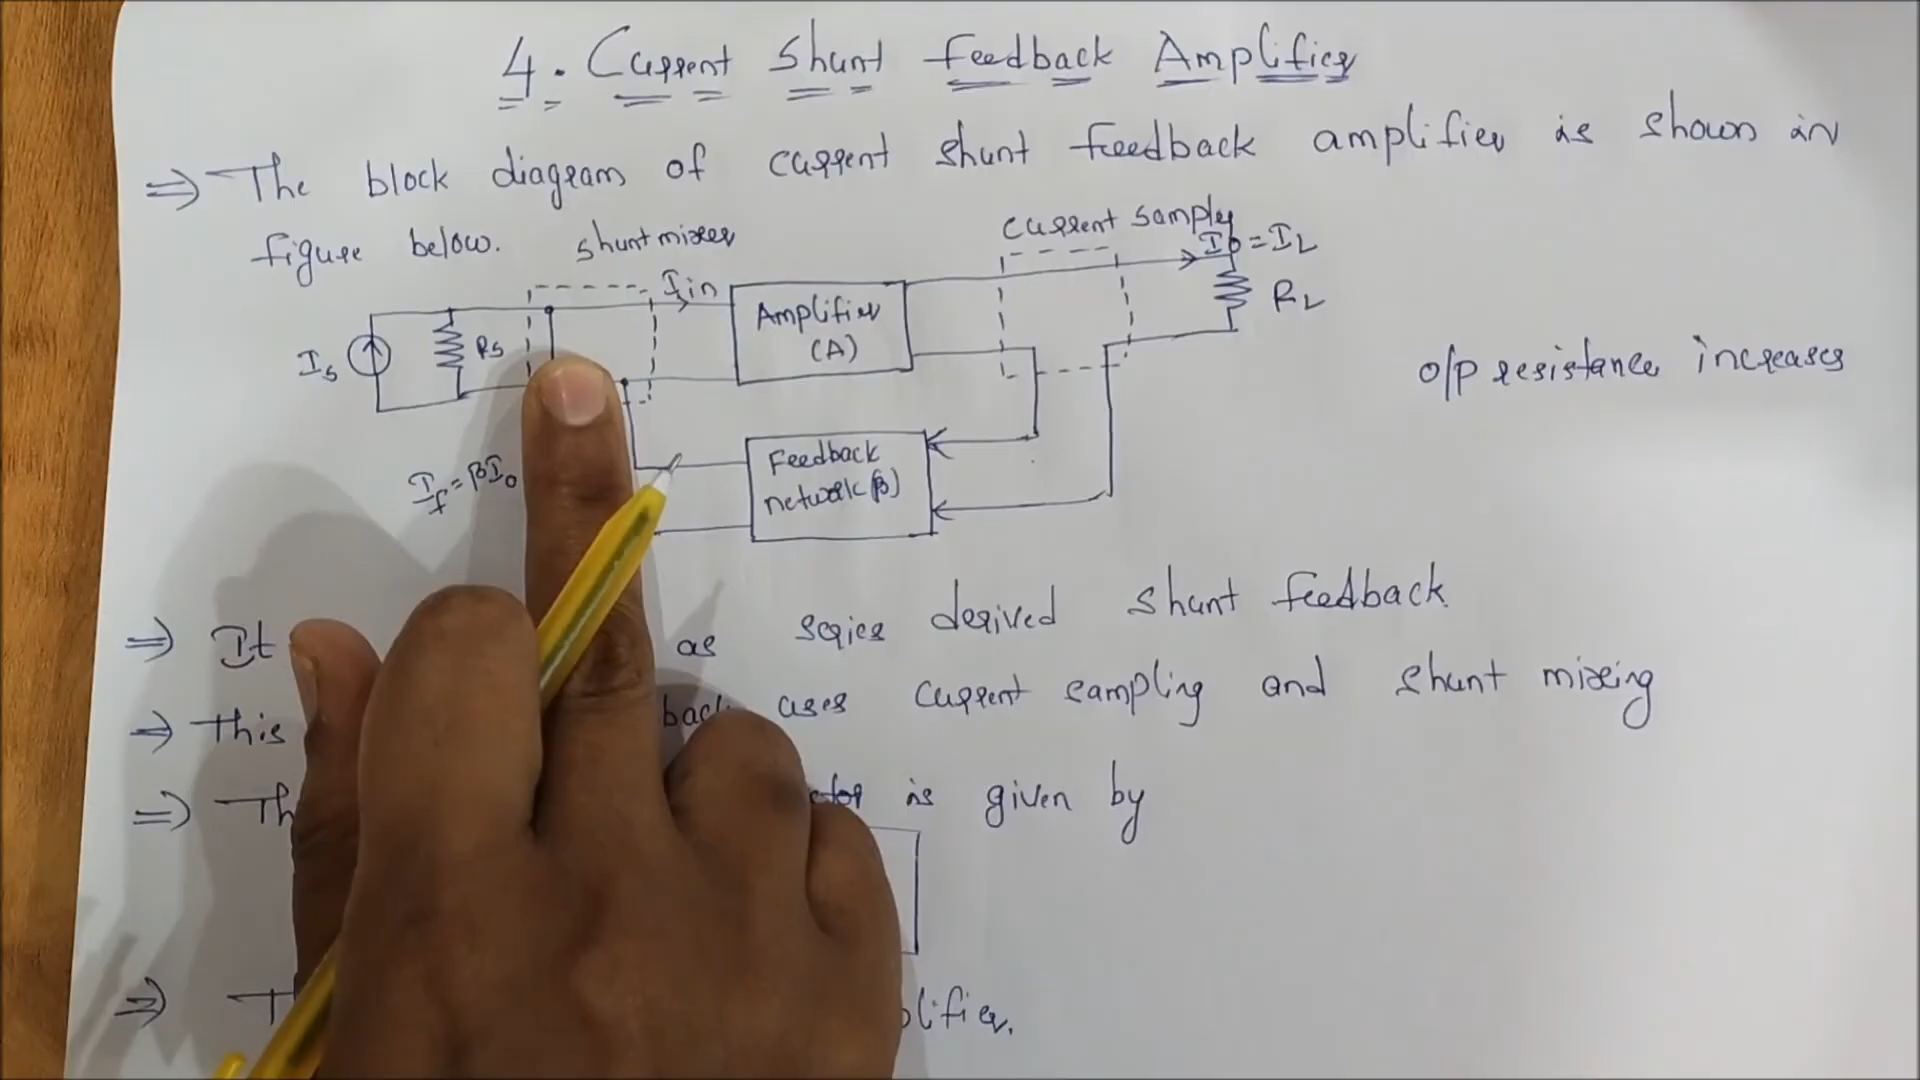 4. Current Shunt Feedback Amplifier
⇒ The block diagram of current shunt feedback amplifier is shown in
figure below.
shunt mixer
current sampler
Iin
Io = IL
Is
Rs
Amplifier
(A)
RL
o/p resistance increases
If = βIo
Feedback
network (β)
⇒ It as series derived shunt feedback
⇒ This back uses current sampling and shunt mixing
⇒ Th is given by
⇒ T